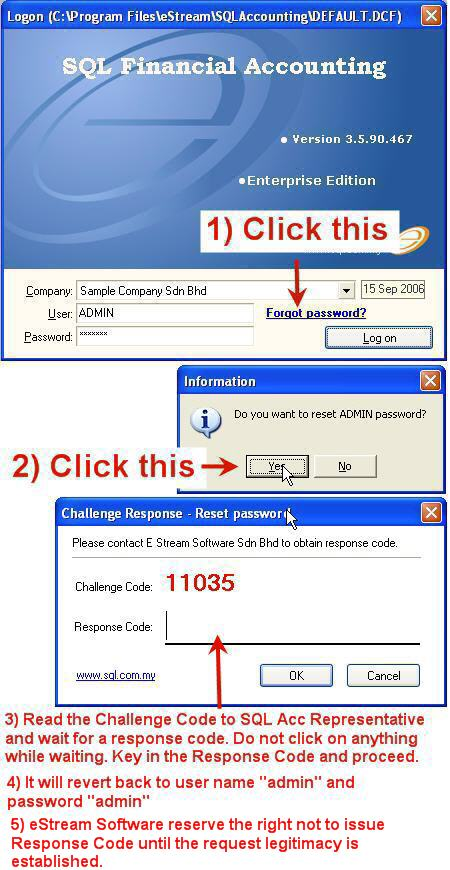 Logon (C:\Program Files\eStream\SQLAccounting\DEFAULT.DCF)
SQL Financial Accounting
• Version 3.5.90.467
•Enterprise Edition
1) Click this
Company: Sample Company Sdn Bhd 15 Sep 2006
User: ADMIN Forgot password?
Password: ******* Log on
Information
Do you want to reset ADMIN password?
2) Click this Yes No
Challenge Response - Reset password
Please contact E Stream Software Sdn Bhd to obtain response code.
Challenge Code: 11035
Response Code:
www.sql.com.my OK Cancel
3) Read the Challenge Code to SQL Acc Representative
and wait for a response code. Do not click on anything
while waiting. Key in the Response Code and proceed.
4) It will revert back to user name "admin" and
password "admin"
5) eStream Software reserve the right not to issue
Response Code until the request legitimacy is
established.